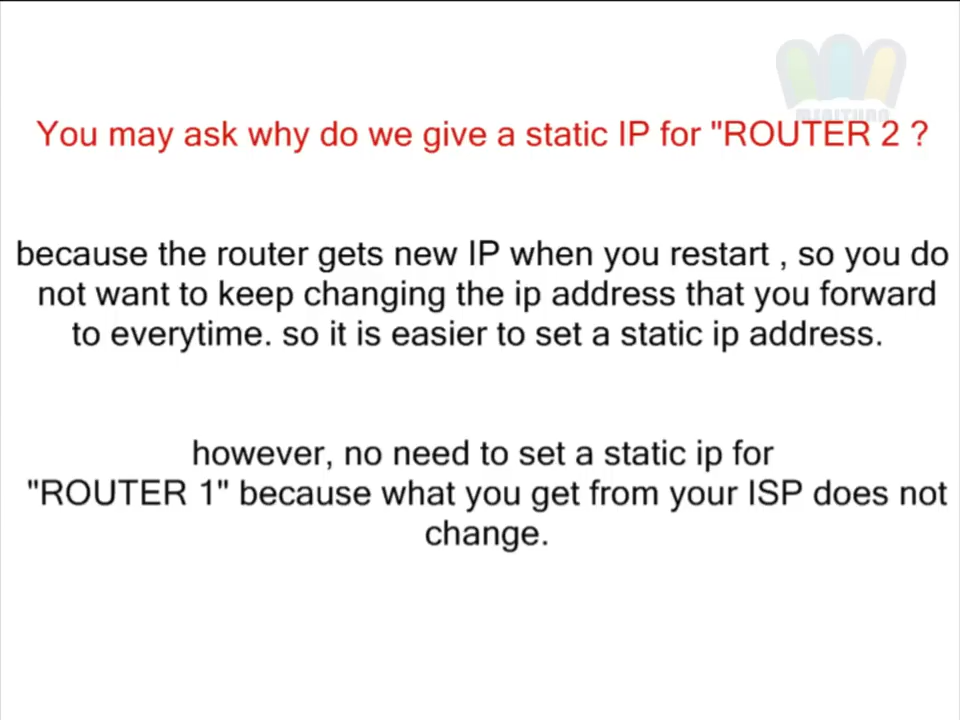 You may ask why do we give a static IP for "ROUTER 2 ?
because the router gets new IP when you restart , so you do
not want to keep changing the ip address that you forward
to everytime. so it is easier to set a static ip address.
however, no need to set a static ip for
"ROUTER 1" because what you get from your ISP does not
change.